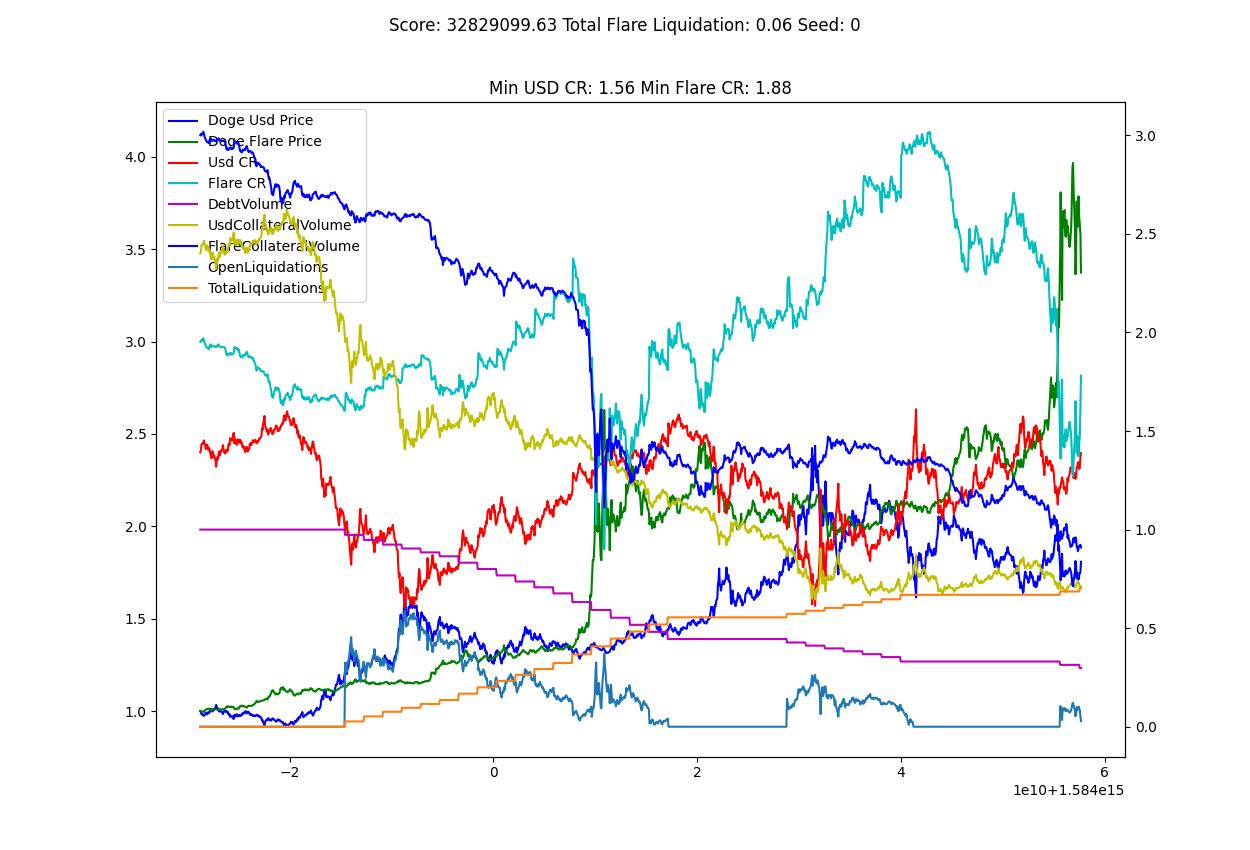 Score: 32829099.63 Total Flare Liquidation: 0.06 Seed: 0
Min USD CR: 1.56 Min Flare CR: 1.88
Doge Usd Price
Doge Flare Price
Usd CR
Flare CR
DebtVolume
UsdCollateralVolume
FlareCollateralVolume
OpenLiquidations
TotalLiquidations
4.0
3.5
3.0
2.5
2.0
1.5
1.0
3.0
2.5
2.0
1.5
1.0
0.5
0.0
−2 0 2 4 6
1e10+1.584e15